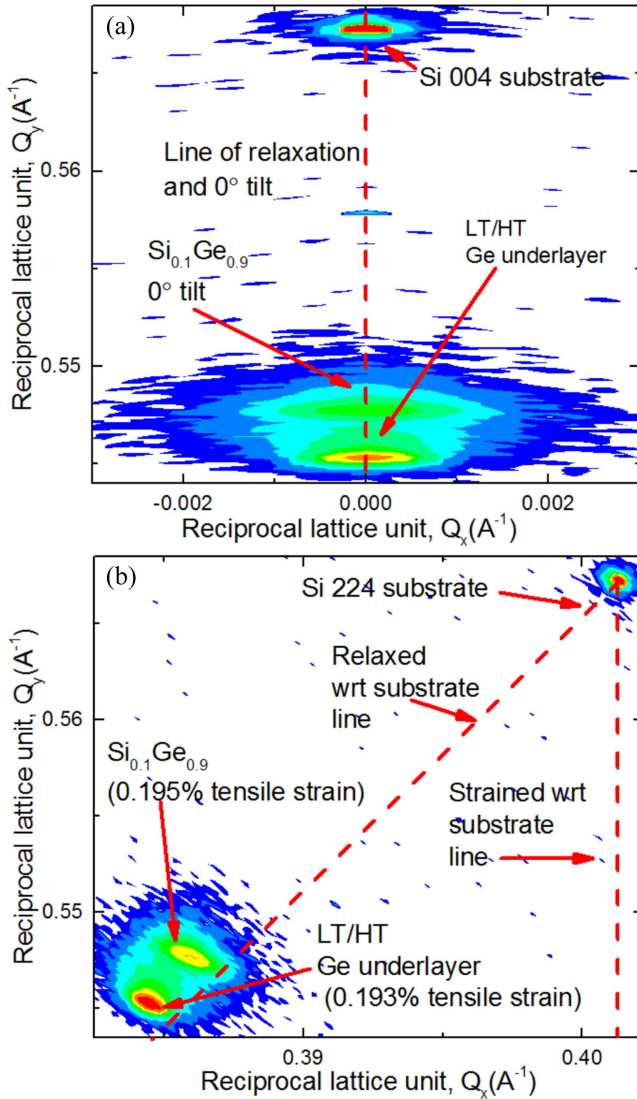 (a)
Si 004 substrate
Line of relaxation
and 0° tilt
Si0.1Ge0.9
0° tilt
LT/HT
Ge underlayer
0.56
0.55
Reciprocal lattice unit, Qy(A-1)
-0.002
0.000
0.002
Reciprocal lattice unit, Qx(A-1)
(b)
Si 224 substrate
Relaxed
wrt substrate
line
Si0.1Ge0.9
(0.195% tensile strain)
Strained wrt
substrate
line
LT/HT
Ge underlayer
(0.193% tensile strain)
0.56
0.55
Reciprocal lattice unit, Qy(A-1)
0.39
0.40
Reciprocal lattice unit, Qx(A-1)